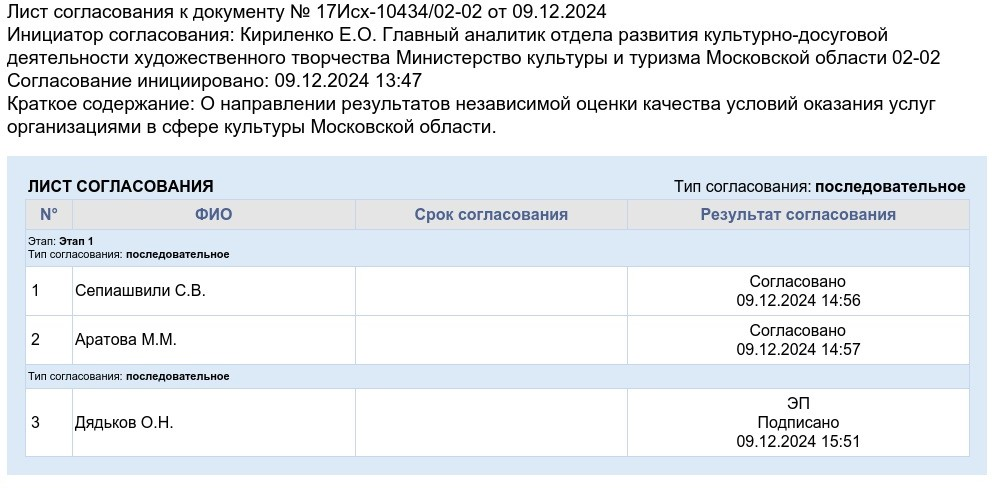 Лист согласования к документу № 17Исх-10434/02-02 от 09.12.2024
Инициатор согласования: Кириленко Е.О. Главный аналитик отдела развития культурно-досуговой
деятельности художественного творчества Министерство культуры и туризма Московской области 02-02
Согласование инициировано: 09.12.2024 13:47
Краткое содержание: О направлении результатов независимой оценки качества условий оказания услуг
организациями в сфере культуры Московской области.
ЛИСТ СОГЛАСОВАНИЯ Тип согласования: последовательное
N° ФИО Срок согласования Результат согласования
Этап: Этап 1
Тип согласования: последовательное
1 Сепиашвили С.В. Согласовано
09.12.2024 14:56
2 Аратова М.М. Согласовано
09.12.2024 14:57
Тип согласования: последовательное
3 Дядьков О.Н. ЭП
Подписано
09.12.2024 15:51